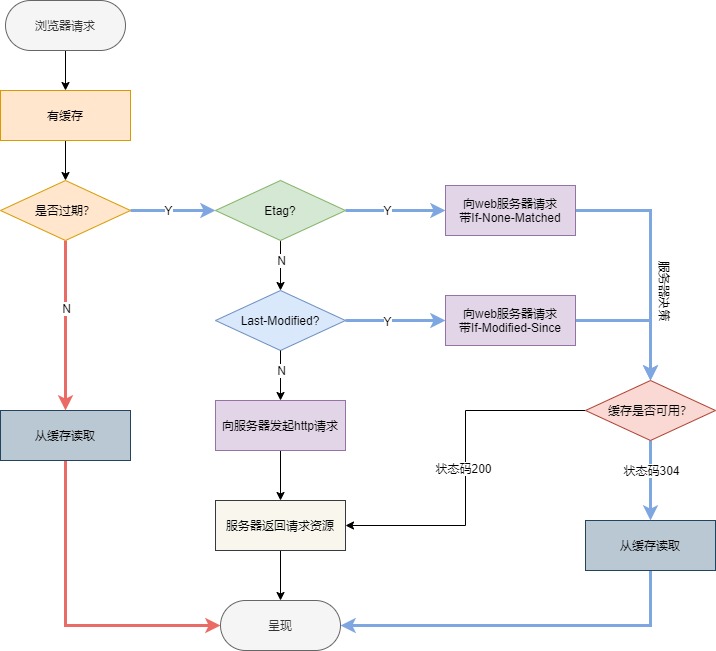 浏览器请求
有缓存
是否过期?
Y
Etag?
Y
向web服务器请求
带If-None-Matched
N
服务器决策
N
Last-Modified?
Y
向web服务器请求
带If-Modified-Since
N
缓存是否可用?
从缓存读取
向服务器发起http请求
状态码200
状态码304
服务器返回请求资源
从缓存读取
呈现